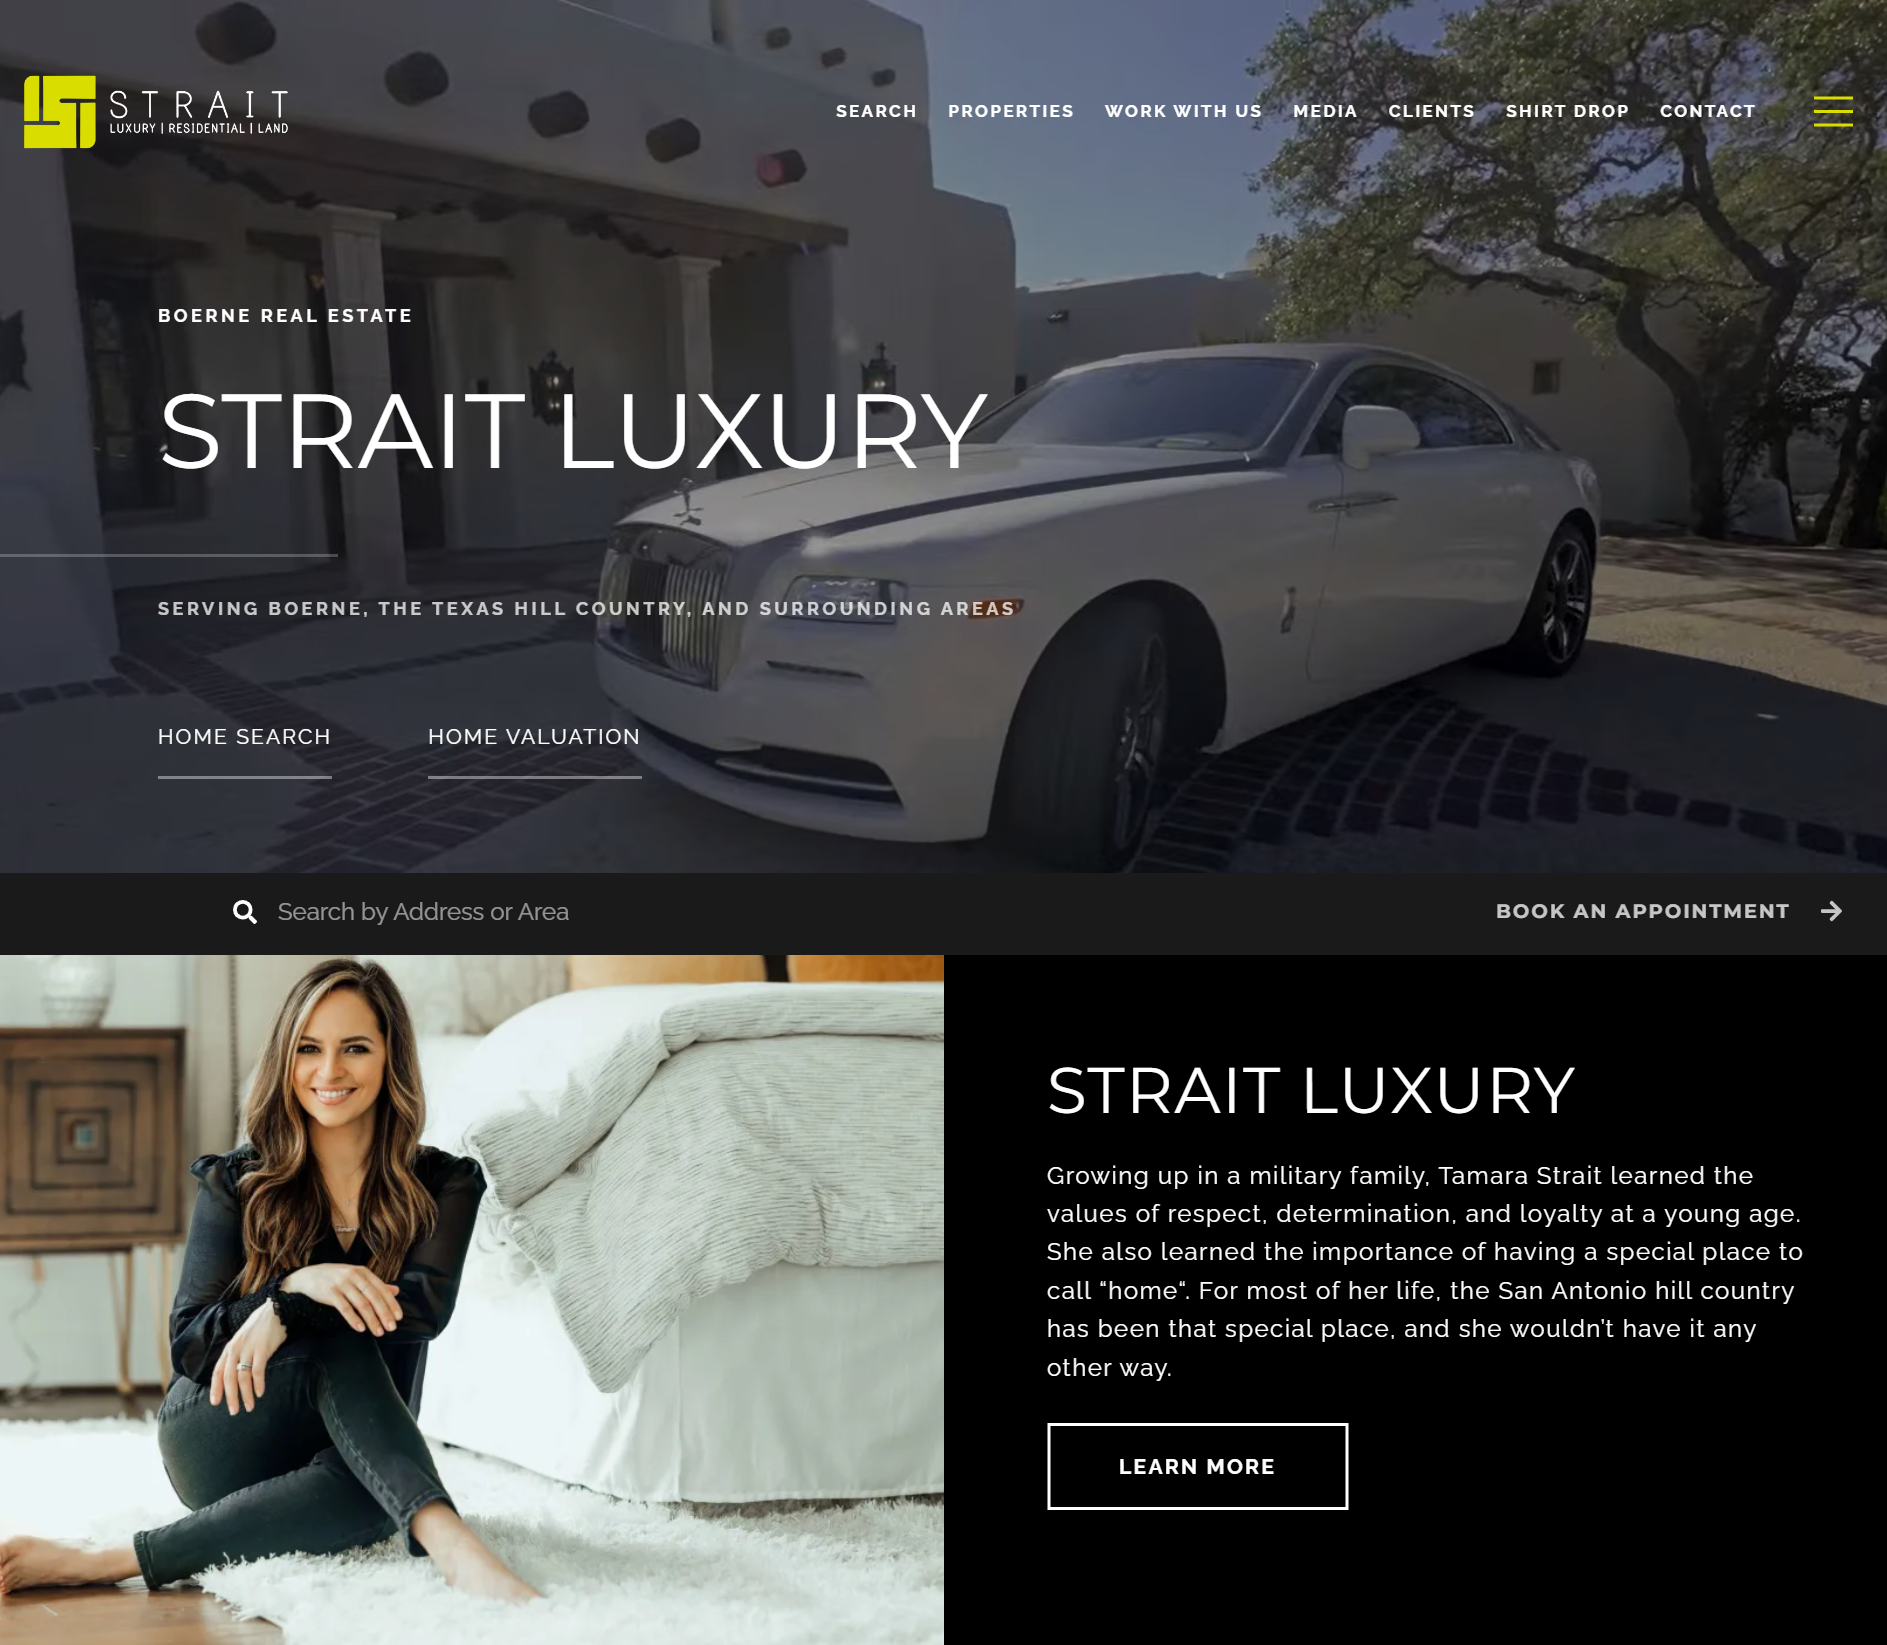 STRAIT
LUXURY | RESIDENTIAL | LAND
SEARCH PROPERTIES WORK WITH US MEDIA CLIENTS SHIRT DROP CONTACT
BOERNE REAL ESTATE
STRAIT LUXURY
SERVING BOERNE, THE TEXAS HILL COUNTRY, AND SURROUNDING AREAS
HOME SEARCH HOME VALUATION
Search by Address or Area
BOOK AN APPOINTMENT
STRAIT LUXURY
Growing up in a military family, Tamara Strait learned the
values of respect, determination, and loyalty at a young age.
She also learned the importance of having a special place to
call “home“. For most of her life, the San Antonio hill country
has been that special place, and she wouldn’t have it any
other way.
LEARN MORE